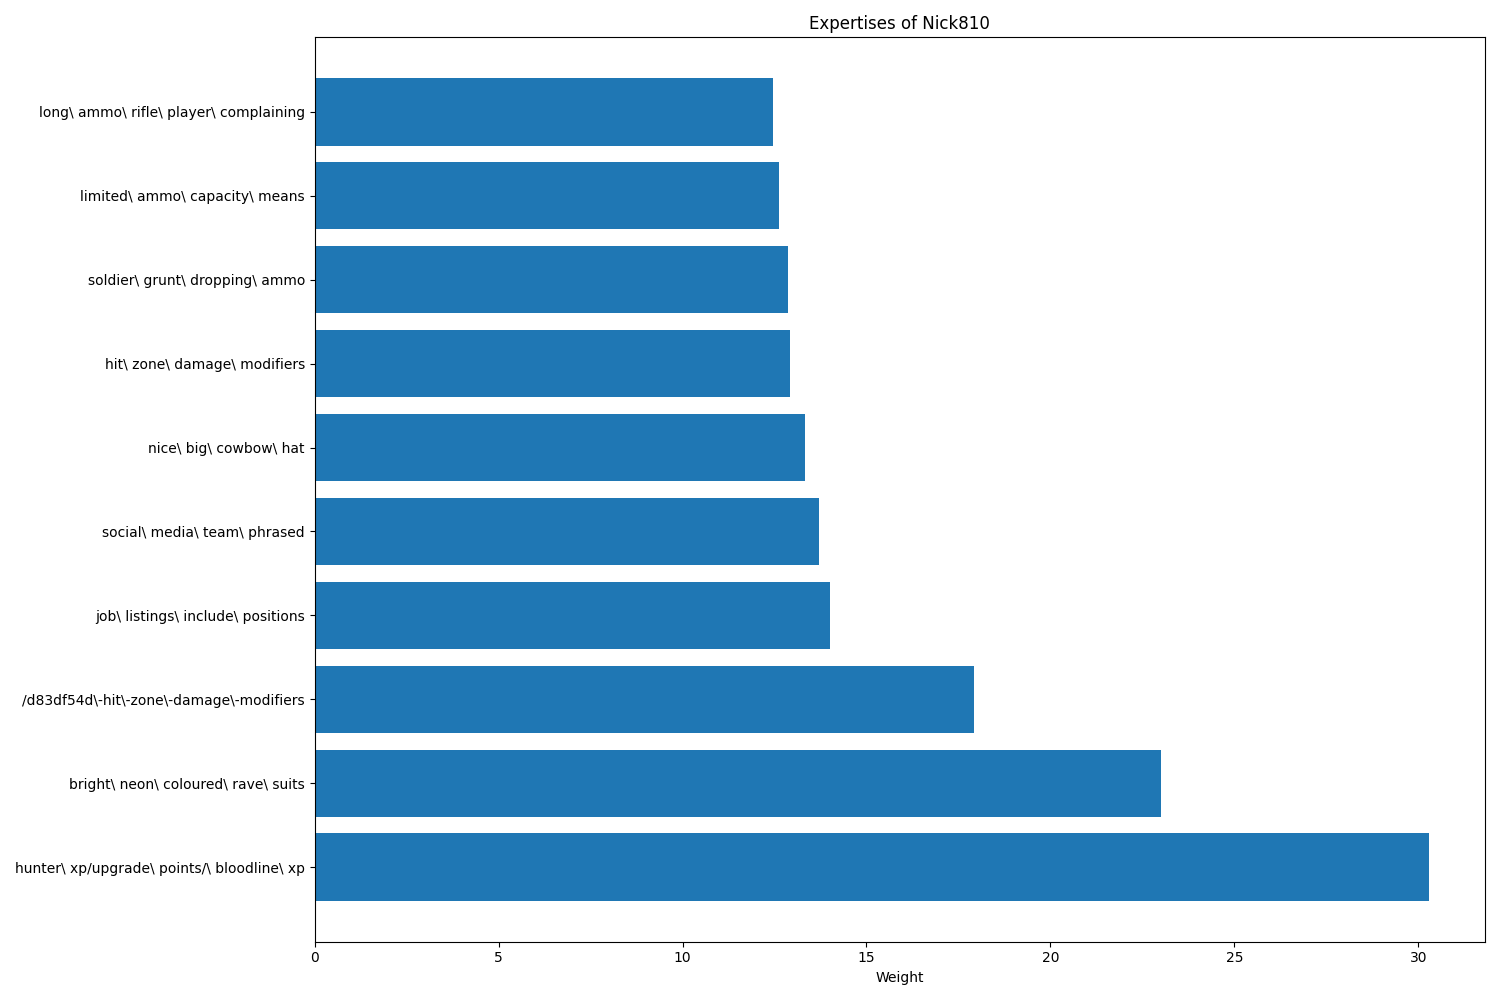 Expertises of Nick810
long\ ammo\ rifle\ player\ complaining
limited\ ammo\ capacity\ means
soldier\ grunt\ dropping\ ammo
hit\ zone\ damage\ modifiers
nice\ big\ cowbow\ hat
social\ media\ team\ phrased
job\ listings\ include\ positions
/d83df54d\-hit\-zone\-damage\-modifiers
bright\ neon\ coloured\ rave\ suits
hunter\ xp/upgrade\ points/\ bloodline\ xp
0 5 10 15 20 25 30
Weight